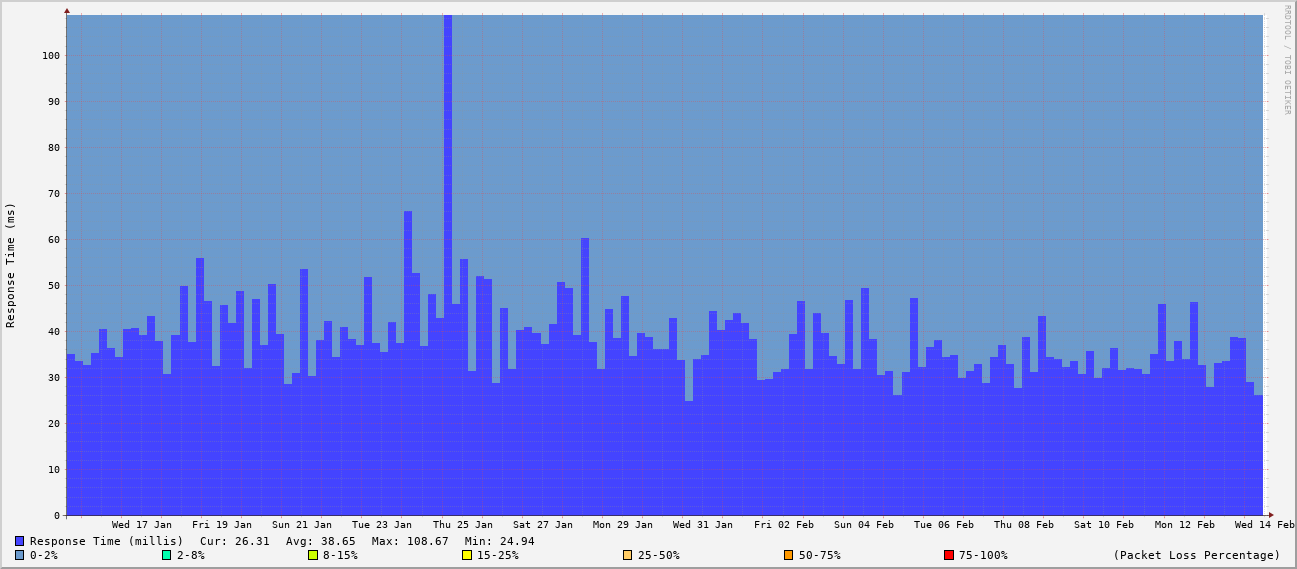 RRDTOOL / TOBI OETIKER
Response Time (ms)
100
90
80
70
60
50
40
30
20
10
0
Wed 17 Jan Fri 19 Jan Sun 21 Jan Tue 23 Jan Thu 25 Jan Sat 27 Jan Mon 29 Jan Wed 31 Jan Fri 02 Feb Sun 04 Feb Tue 06 Feb Thu 08 Feb Sat 10 Feb Mon 12 Feb Wed 14 Feb
Response Time (millis) Cur: 26.31 Avg: 38.65 Max: 108.67 Min: 24.94
0-2% 2-8% 8-15% 15-25% 25-50% 50-75% 75-100% (Packet Loss Percentage)